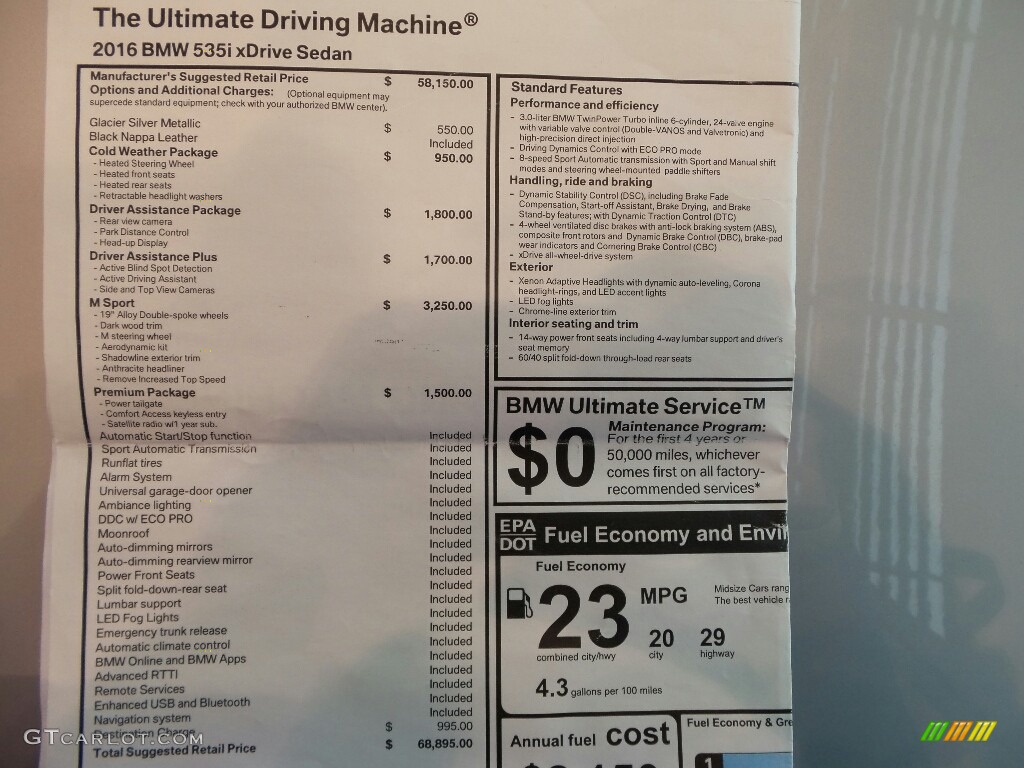 The Ultimate Driving Machine®
2016 BMW 535i xDrive Sedan
Manufacturer's Suggested Retail Price $ 58,150.00
Options and Additional Charges: (Optional equipment may
supercede standard equipment; check with your authorized BMW center).
Glacier Silver Metallic $ 550.00
Black Nappa Leather Included
Cold Weather Package $ 950.00
- Heated Steering Wheel
- Heated front seats
- Heated rear seats
- Retractable headlight washers
Driver Assistance Package $ 1,800.00
- Rear view camera
- Park Distance Control
- Head-up Display
Driver Assistance Plus $ 1,700.00
- Active Blind Spot Detection
- Active Driving Assistant
- Side and Top View Cameras
M Sport $ 3,250.00
- 19" Alloy Double-spoke wheels
- Dark wood trim
- M steering wheel
- Aerodynamic kit
- Shadowline exterior trim
- Anthracite headliner
- Remove Increased Top Speed
Premium Package $ 1,500.00
- Power tailgate
- Comfort Access keyless entry
- Satellite radio w/1 year sub.
Automatic Start/Stop function Included
Sport Automatic Transmission Included
Runflat tires Included
Alarm System Included
Universal garage-door opener Included
Ambiance lighting Included
DDC w/ ECO PRO Included
Moonroof Included
Auto-dimming mirrors Included
Auto-dimming rearview mirror Included
Power Front Seats Included
Split fold-down-rear seat Included
Lumbar support Included
LED Fog Lights Included
Emergency trunk release Included
Automatic climate control Included
BMW Online and BMW Apps Included
Advanced RTTI Included
Remote Services Included
Enhanced USB and Bluetooth Included
Navigation system Included
Destination Charge $ 995.00
Total Suggested Retail Price $ 68,895.00
Standard Features
Performance and efficiency
- 3.0-liter BMW TwinPower Turbo inline 6-cylinder, 24-valve engine
with variable valve control (Double-VANOS and Valvetronic) and
high-precision direct injection
- Driving Dynamics Control with ECO PRO mode
- 8-speed Sport Automatic transmission with Sport and Manual shift
modes and steering wheel-mounted paddle shifters
Handling, ride and braking
- Dynamic Stability Control (DSC), including Brake Fade
Compensation, Start-off Assistant, Brake Drying, and Brake
Stand-by features; with Dynamic Traction Control (DTC)
- 4-wheel ventilated disc brakes with anti-lock braking system (ABS),
composite front rotors and Dynamic Brake Control (DBC), brake-pad
wear indicators and Cornering Brake Control (CBC)
- xDrive all-wheel-drive system
Exterior
- Xenon Adaptive Headlights with dynamic auto-leveling, Corona
headlight-rings, and LED accent lights
- LED fog lights
- Chrome-line exterior trim
Interior seating and trim
- 14-way power front seats including 4-way lumbar support and driver's
seat memory
- 60/40 split fold-down through-load rear seats
BMW Ultimate Service™
$0
Maintenance Program:
For the first 4 years or
50,000 miles, whichever
comes first on all factory-
recommended services*
EPA
DOT
Fuel Economy and Envi
Fuel Economy
23 MPG
combined city/hwy
20 city
29 highway
Midsize Cars rang
The best vehicle r
4.3 gallons per 100 miles
Annual fuel cost
Fuel Economy & Gre
1
GTcarlot.com